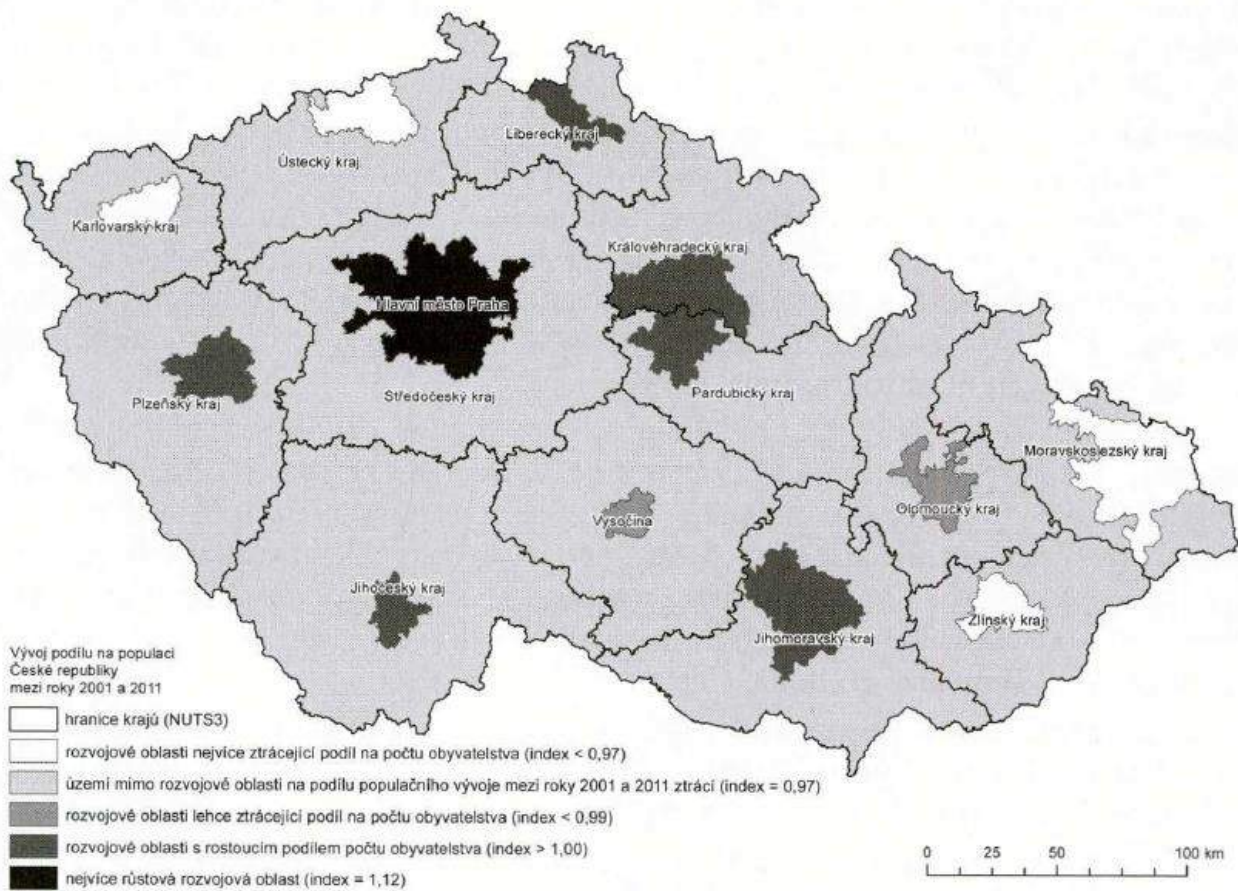 Liberecký kraj
Ústecký kraj
Karlovarský kraj
Královéhradecký kraj
Hlavní město Praha
Plzeňský kraj
Středočeský kraj
Pardubický kraj
Moravskoslezský kraj
Olomoucký kraj
Vysočina
Jihočeský kraj
Zlínský kraj
Jihomoravský kraj
Vývoj podílu na populaci
České republiky
mezi roky 2001 a 2011
hranice krajů (NUTS3)
rozvojové oblasti nejvíce ztrácející podíl na počtu obyvatelstva (index < 0,97)
území mimo rozvojové oblasti na podílu populačního vývoje mezi roky 2001 a 2011 ztrácí (index = 0,97)
rozvojové oblasti lehce ztrácející podíl na počtu obyvatelstva (index < 0,99)
rozvojové oblasti s rostoucím podílem počtu obyvatelstva (index > 1,00)
nejvíce růstová rozvojová oblast (index = 1,12)
0 25 50 100 km